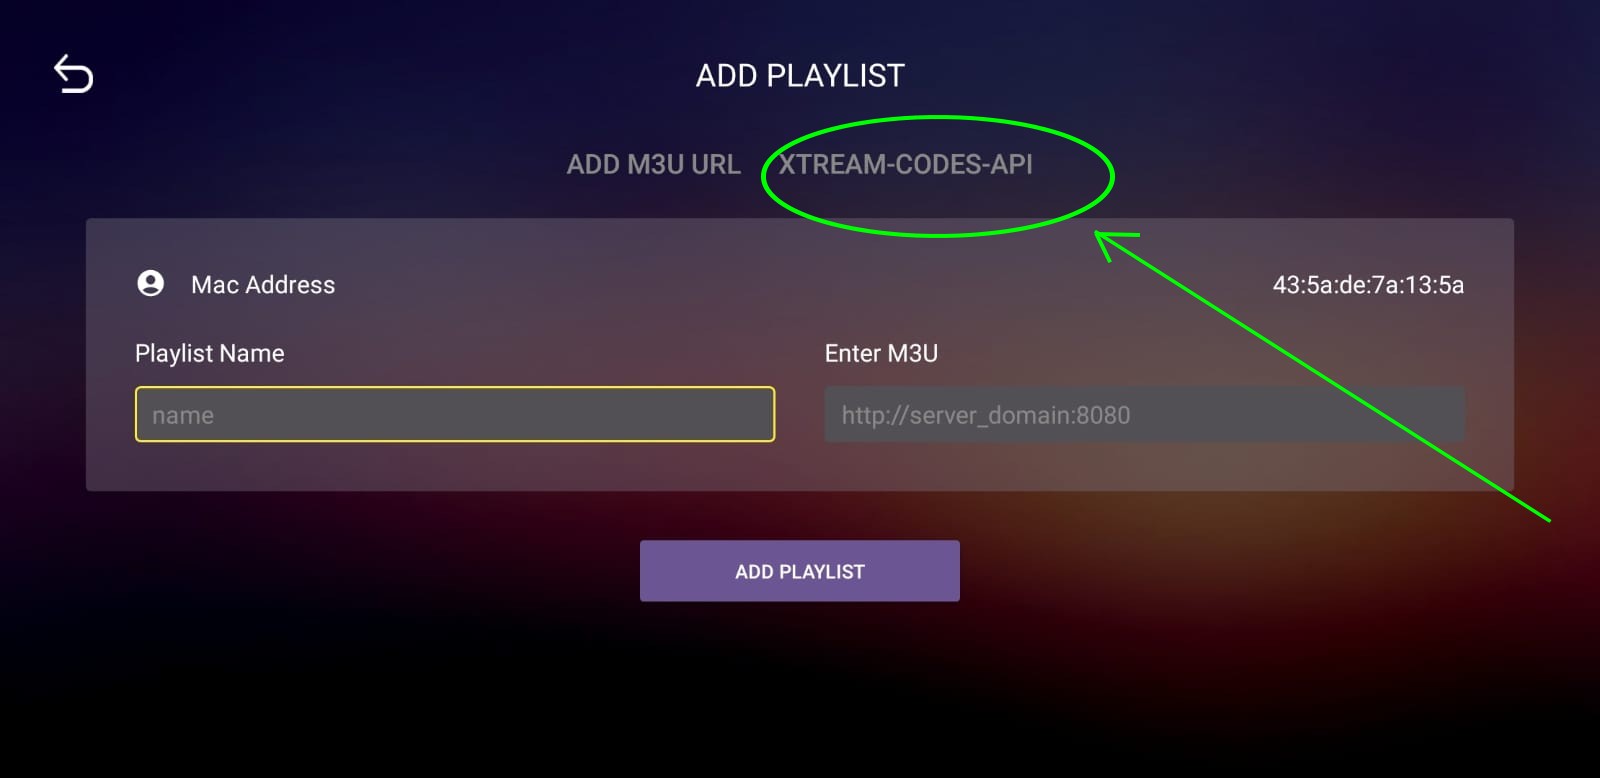 ADD PLAYLIST
ADD M3U URL XTREAM-CODES-API
Mac Address 43:5a:de:7a:13:5a
Playlist Name Enter M3U
name http://server_domain:8080
ADD PLAYLIST